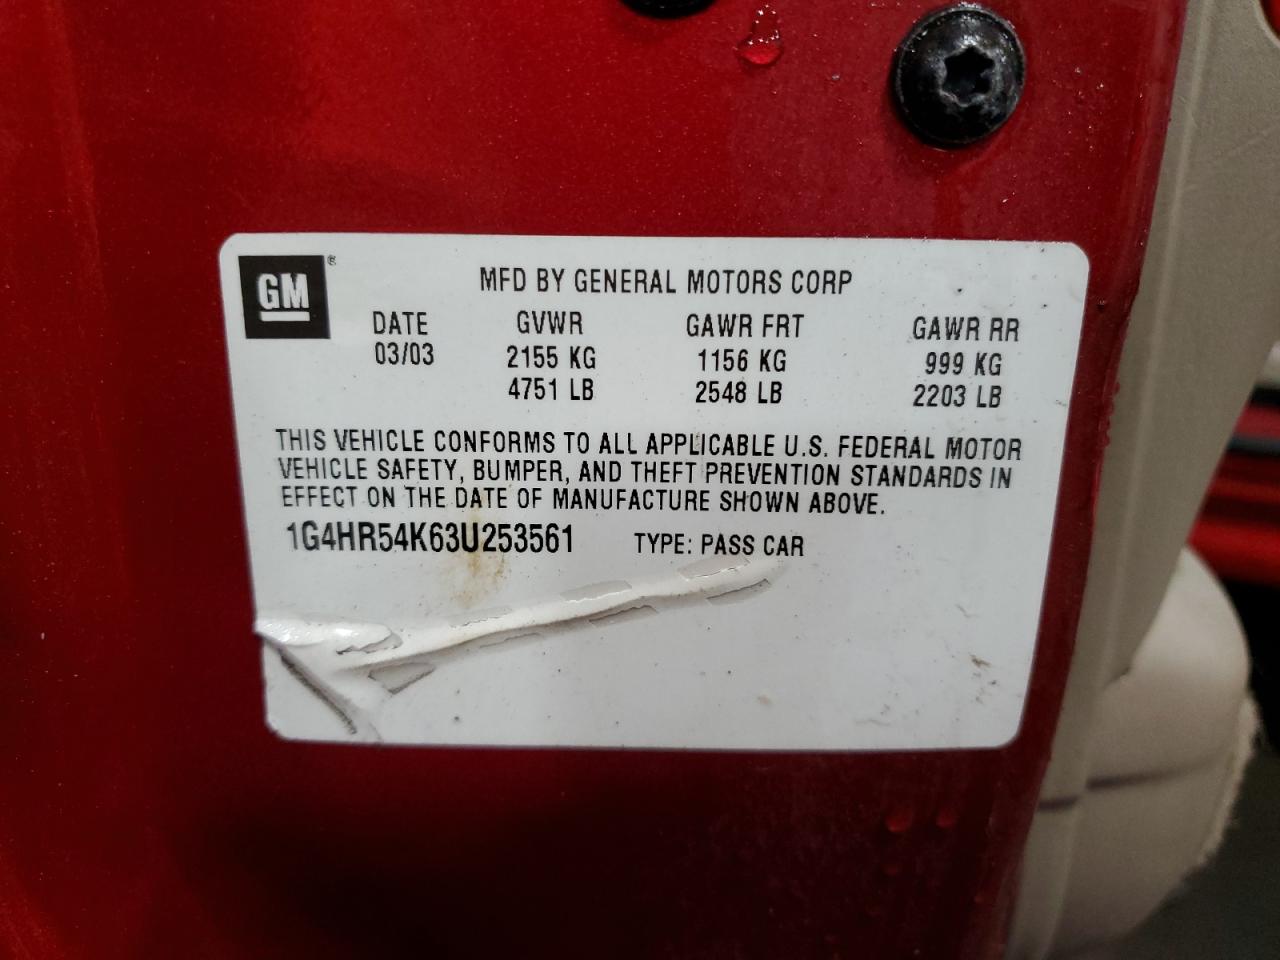 GM®
MFD BY GENERAL MOTORS CORP
DATE GVWR GAWR FRT GAWR RR
03/03 2155 KG 1156 KG 999 KG
4751 LB 2548 LB 2203 LB
THIS VEHICLE CONFORMS TO ALL APPLICABLE U.S. FEDERAL MOTOR
VEHICLE SAFETY, BUMPER, AND THEFT PREVENTION STANDARDS IN
EFFECT ON THE DATE OF MANUFACTURE SHOWN ABOVE.
1G4HR54K63U253561 TYPE: PASS CAR